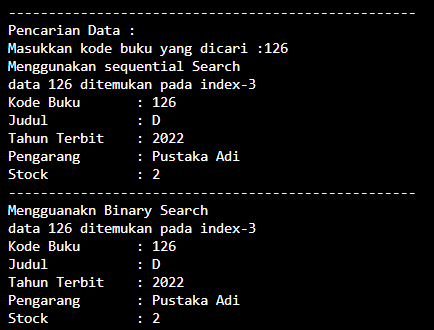 ---------------------------------------------------
Pencarian Data :
Masukkan kode buku yang dicari :126
Menggunakan sequential Search
data 126 ditemukan pada index-3
Kode Buku       : 126
Judul           : D
Tahun Terbit    : 2022
Pengarang       : Pustaka Adi
Stock           : 2
---------------------------------------------------
Mengguanakn Binary Search
data 126 ditemukan pada index-3
Kode Buku       : 126
Judul           : D
Tahun Terbit    : 2022
Pengarang       : Pustaka Adi
Stock           : 2